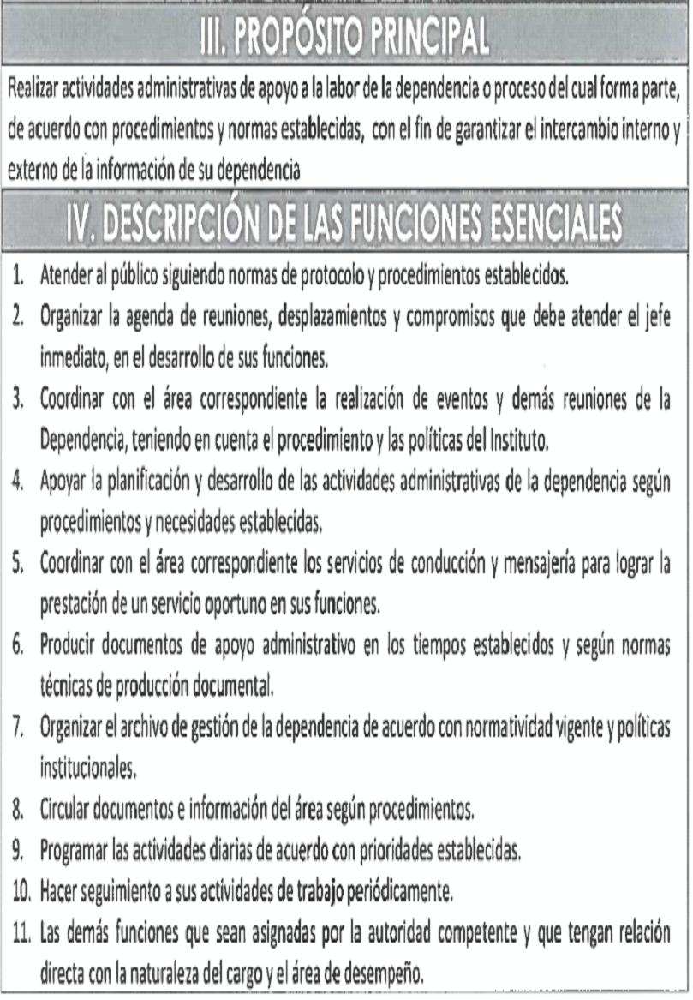 III. PROPÓSITO PRINCIPAL
Realizar actividades administrativas de apoyo a la labor de la dependencia o proceso del cual forma parte,
de acuerdo con procedimientos y normas establecidas, con el fin de garantizar el intercambio interno y
externo de la información de su dependencia
IV. DESCRIPCIÓN DE LAS FUNCIONES ESENCIALES
1. Atender al público siguiendo normas de protocolo y procedimientos establecidos.
2. Organizar la agenda de reuniones, desplazamientos y compromisos que debe atender el jefe
inmediato, en el desarrollo de sus funciones.
3. Coordinar con el área correspondiente la realización de eventos y demás reuniones de la
Dependencia, teniendo en cuenta el procedimiento y las políticas del Instituto.
4. Apoyar la planificación y desarrollo de las actividades administrativas de la dependencia según
procedimientos y necesidades establecidas.
5. Coordinar con el área correspondiente los servicios de conducción y mensajería para lograr la
prestación de un servicio oportuno en sus funciones.
6. Producir documentos de apoyo administrativo en los tiempos establecidos y según normas
técnicas de producción documental.
7. Organizar el archivo de gestión de la dependencia de acuerdo con normatividad vigente y políticas
institucionales.
8. Circular documentos e información del área según procedimientos.
9. Programar las actividades diarias de acuerdo con prioridades establecidas.
10. Hacer seguimiento a sus actividades de trabajo periódicamente.
11. Las demás funciones que sean asignadas por la autoridad competente y que tengan relación
directa con la naturaleza del cargo y el área de desempeño.